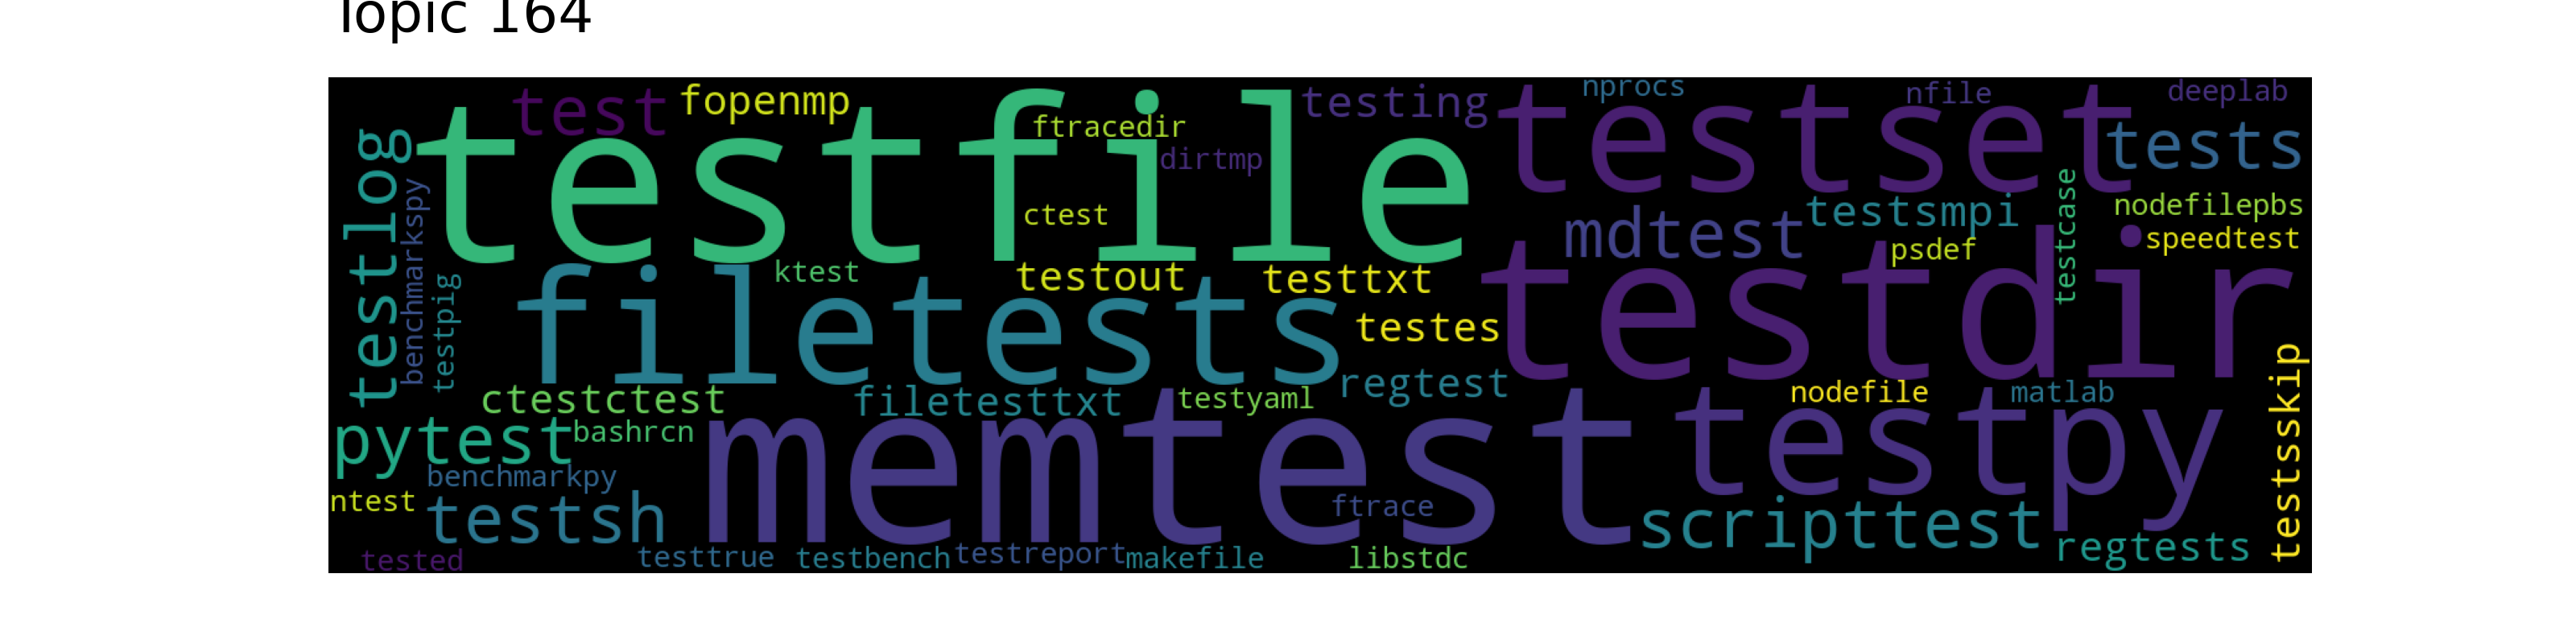 Topic 164
test
fopenmp
testfile
ftracedir
dirtmp
ctest
testing
testset
nprocs
nfile
deeplab
tests
testlog
benchmarkspy
testpig
mdtest
testsmpi
psdef
testcase
nodefilepbs
speedtest
testdir
filetests
ktest
testout
testtxt
testes
regtest
ctestctest
filetesttxt
testyaml
nodefile
matlab
testsskip
pytest
bashrcn
memtest
testpy
benchmarkpy
ntest
testsh
ftrace
scripttest
regtests
tested
testtrue
testbench
testreport
makefile
libstdc